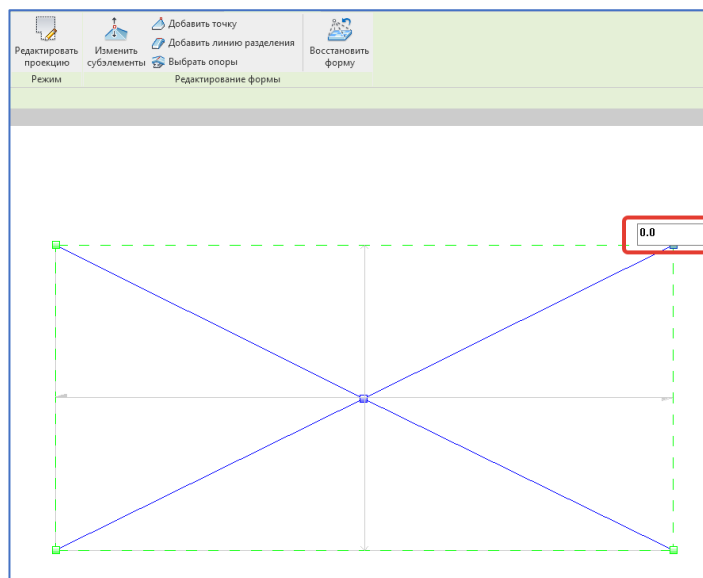 Редактировать
проекцию
Режим
Изменить
субэлементы
Добавить точку
Добавить линию разделения
Выбрать опоры
Восстановить
форму
Редактирование формы
0.0